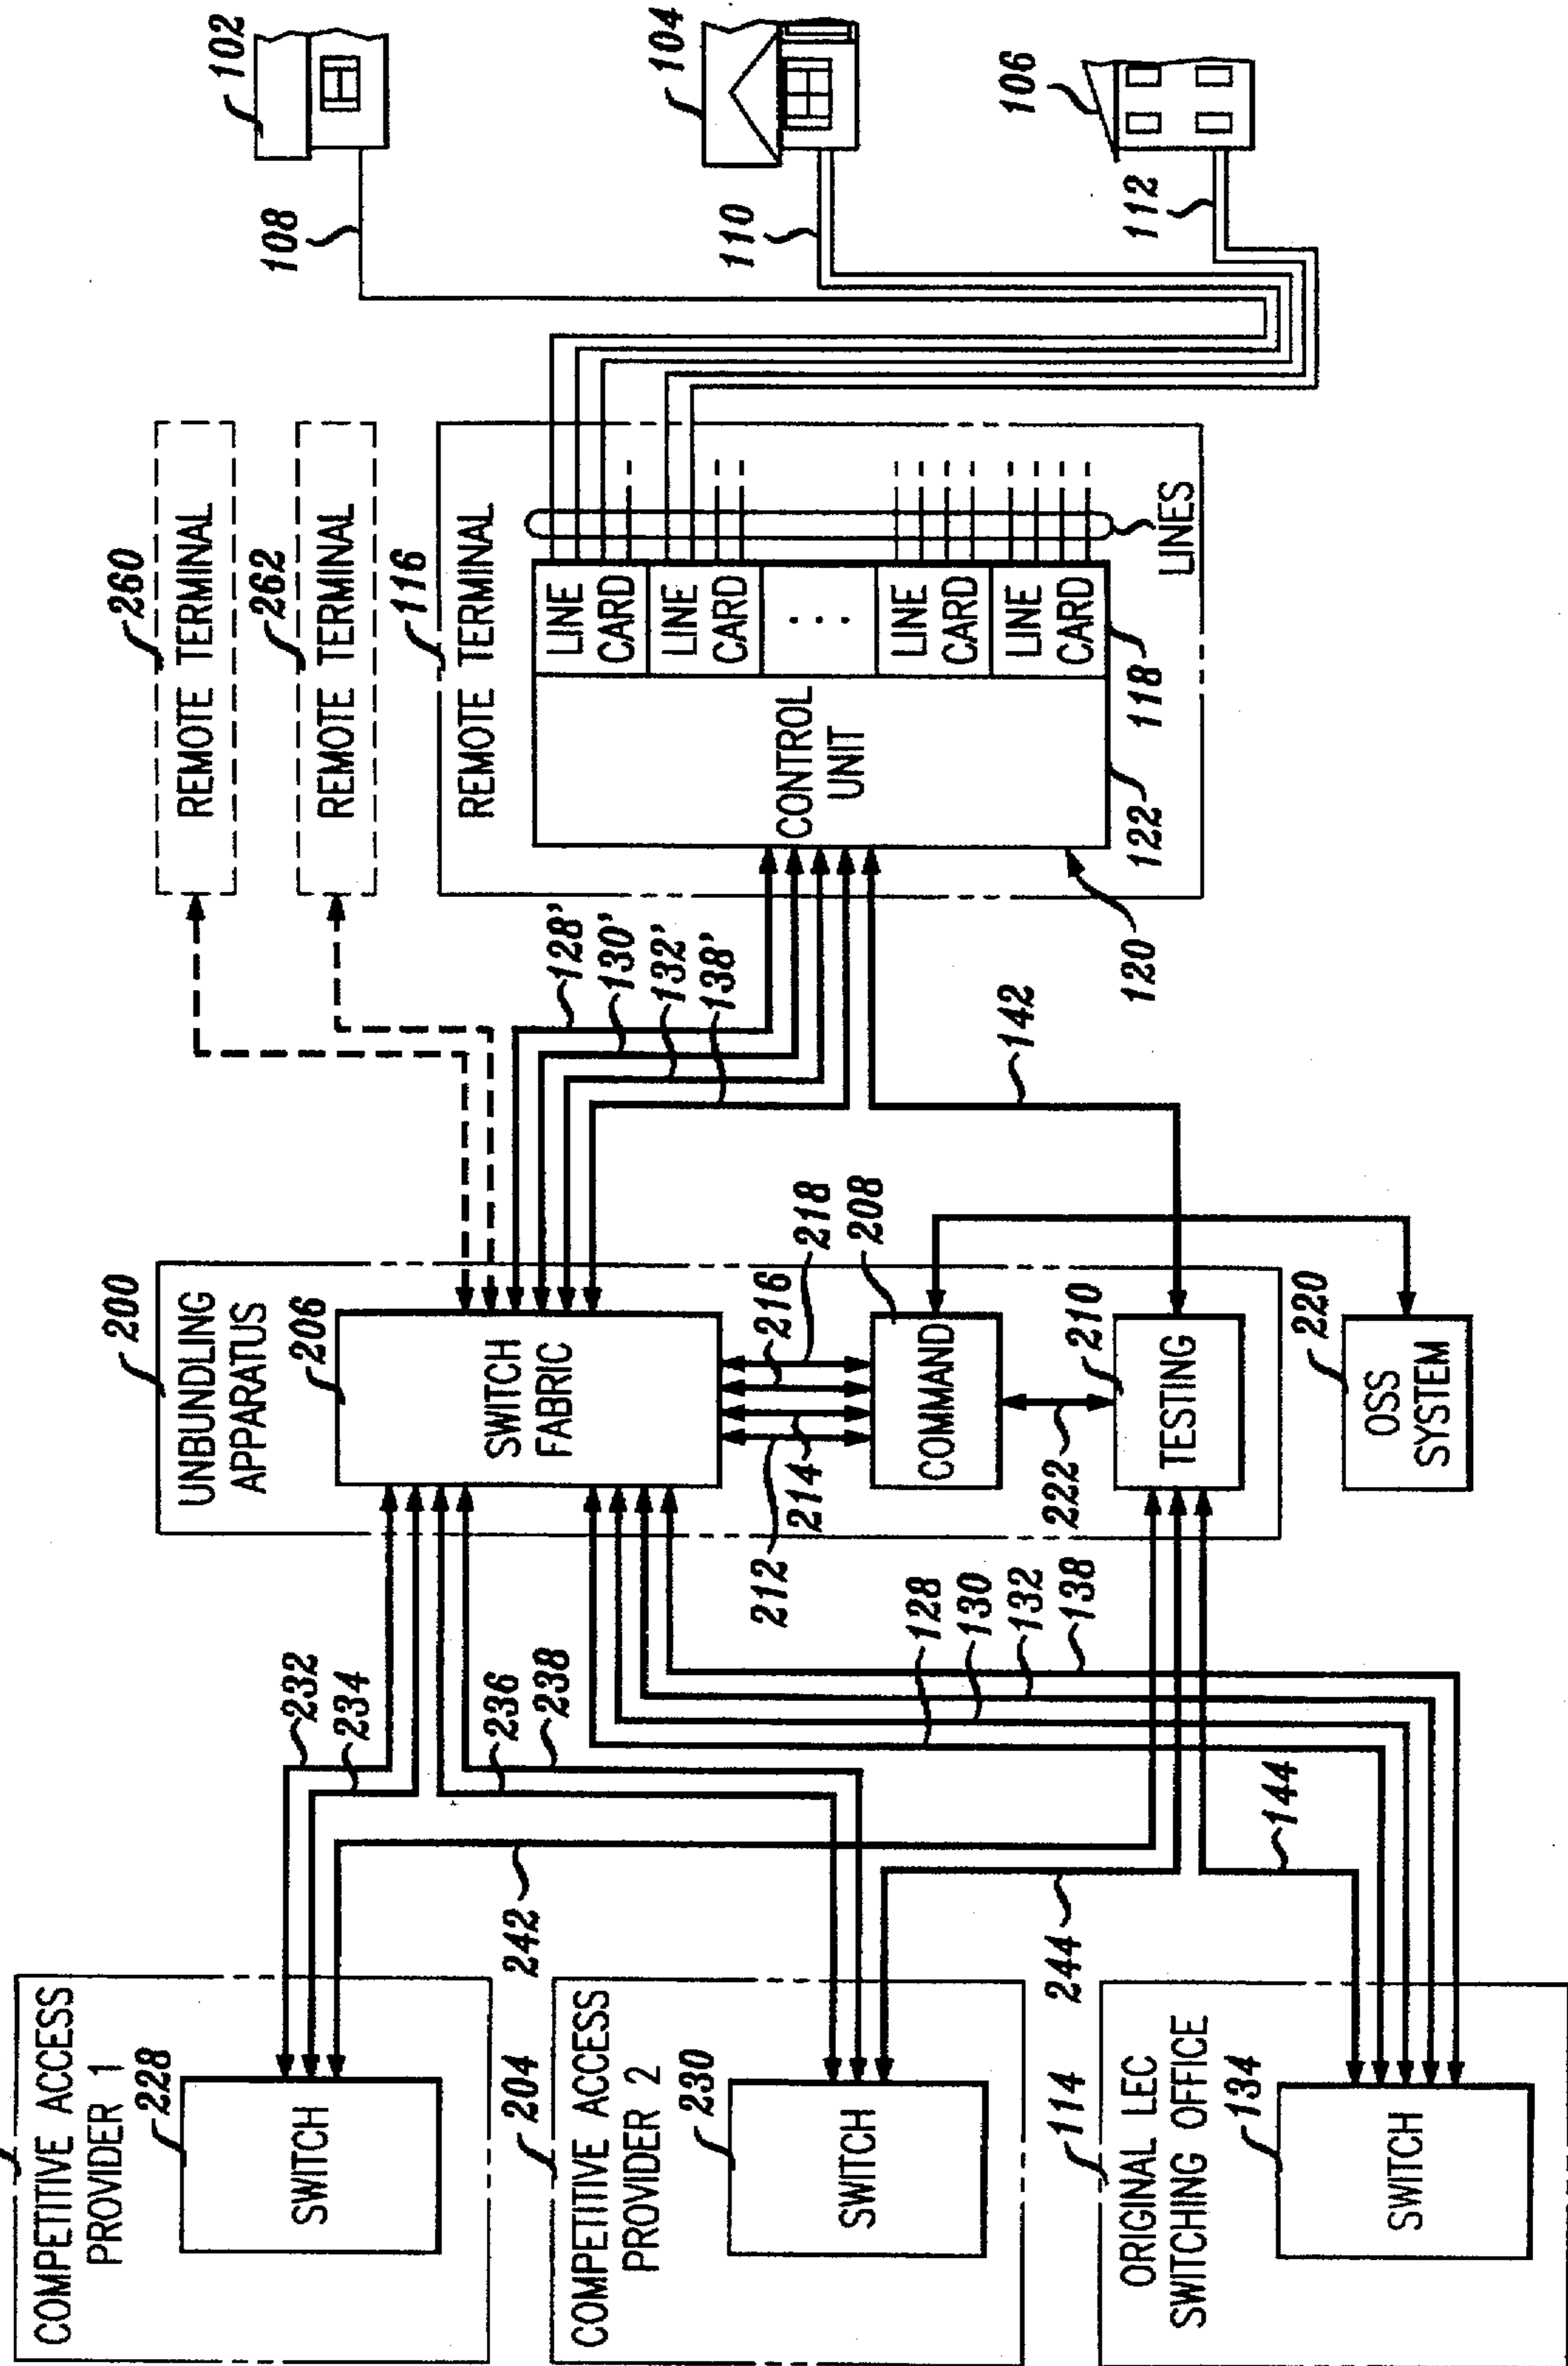 COMPETITIVE ACCESS
PROVIDER 1
228
SWITCH
204
COMPETITIVE ACCESS
PROVIDER 2
230
SWITCH
114
ORIGINAL LEC
SWITCHING OFFICE
134
SWITCH
232
234
236
238
242
244
144
128
130
132
138
200
UNBUNDLING
APPARATUS
206
SWITCH
FABRIC
212
214
216
218
208
COMMAND
222
210
TESTING
220
OSS
SYSTEM
128'
130'
132'
138'
142
260
REMOTE TERMINAL
262
REMOTE TERMINAL
116
REMOTE TERMINAL
CONTROL
UNIT
LINE
CARD
LINE
CARD
...
LINE
CARD
LINE
CARD
LINES
120
122
118
108
110
112
102
104
106